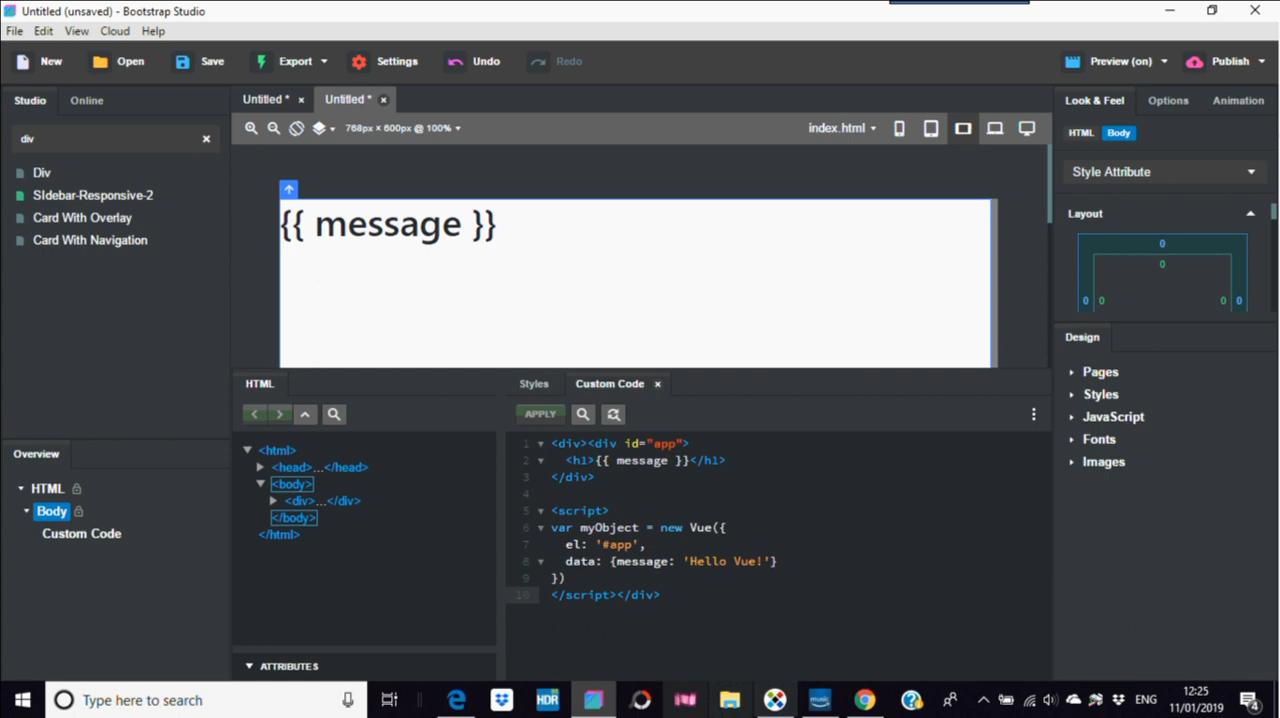 Untitled (unsaved) - Bootstrap Studio
File Edit View Cloud Help
New Open Save Export Settings Undo Redo Preview (on) Publish
Studio Online
div
Div
SIdebar-Responsive-2
Card With Overlay
Card With Navigation
Overview
HTML
Body
Custom Code
Untitled * × Untitled * ×
768px × 600px @ 100% index.html
{{ message }}
HTML
<html>
<head>...</head>
<body>
<div>...</div>
</body>
</html>
ATTRIBUTES
Styles Custom Code ×
APPLY
1 <div><div id="app">
2 <h1>{{ message }}</h1>
3 </div>
4
5 <script>
6 var myObject = new Vue({
7 el: '#app',
8 data: {message: 'Hello Vue!'}
9 })
10 </script></div>
Look & Feel Options Animation
HTML Body
Style Attribute
Layout
0
0
0 0 0 0
Design
Pages
Styles
JavaScript
Fonts
Images
Type here to search
HDR
music
ENG
12:25
11/01/2019
4